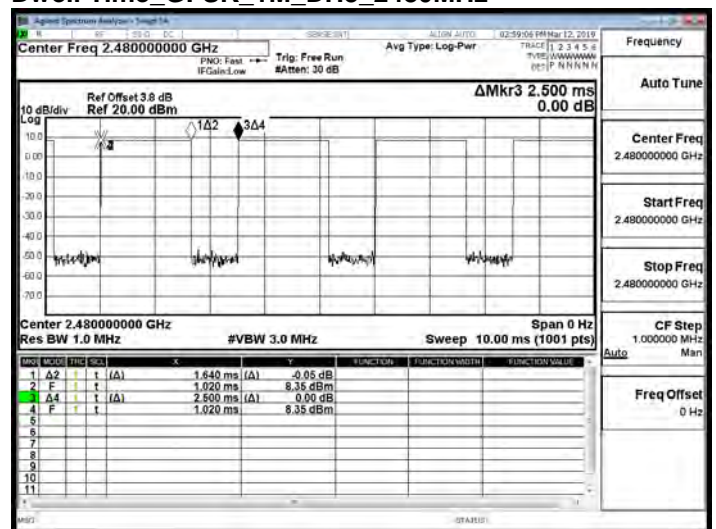 Agilent Spectrum Analyzer - Swept SA
RF 50 Ω DC SENSE:INT ALIGN AUTO 02:59:06 PM Mar 12, 2019
Center Freq 2.480000000 GHz
PNO: Fast
IFGain:Low
Trig: Free Run
#Atten: 30 dB
Avg Type: Log-Pwr
TRACE 1 2 3 4 5 6
TYPE WWWWWW
DET P NNNNN
Frequency
Auto Tune
ΔMkr3 2.500 ms
0.00 dB
Ref Offset 3.8 dB
10 dB/div Ref 20.00 dBm
Log
1Δ2
3Δ4
10.0
0.00
-10.0
-20.0
-30.0
-40.0
-50.0
-60.0
-70.0
Center Freq
2.480000000 GHz
Start Freq
2.480000000 GHz
Stop Freq
2.480000000 GHz
Center 2.480000000 GHz
Span 0 Hz
Res BW 1.0 MHz
#VBW 3.0 MHz
Sweep 10.00 ms (1001 pts)
CF Step
1.000000 MHz
Auto Man
MKR MODE TRC SCL X Y FUNCTION FUNCTION WIDTH FUNCTION VALUE
1 Δ2 1 t (Δ) 1.640 ms (Δ) -0.05 dB
2 F 1 t 1.020 ms 8.35 dBm
3 Δ4 1 t (Δ) 2.500 ms (Δ) 0.00 dB
4 F 1 t 1.020 ms 8.35 dBm
5
6
7
8
9
10
11
Freq Offset
0 Hz
MSG
STATUS